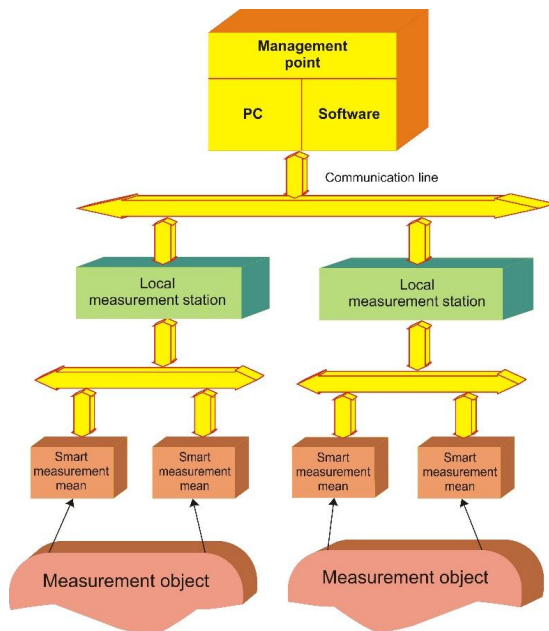 Management
point
PC
Software
Communication line
Local
measurement station
Local
measurement station
Smart
measurement
mean
Smart
measurement
mean
Smart
measurement
mean
Smart
measurement
mean
Measurement object
Measurement object